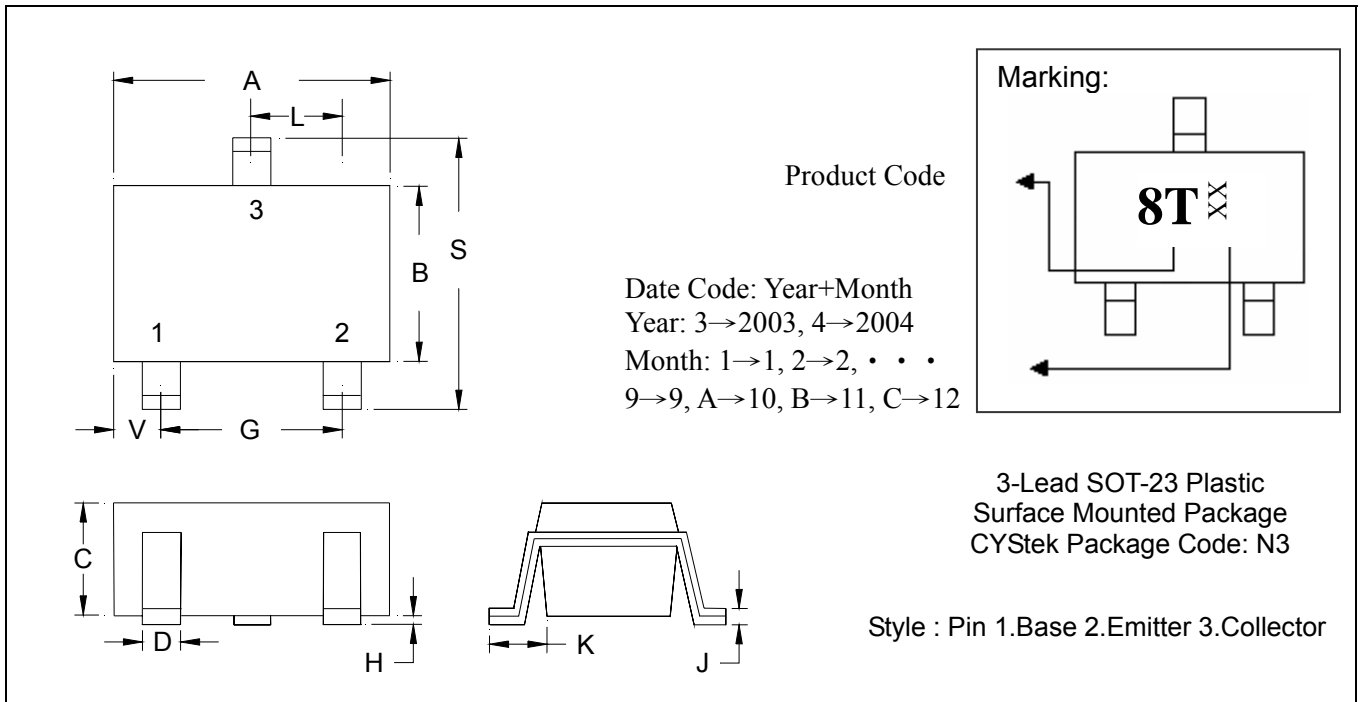 A
L
3
S
B
1
2
V
G
C
D
H
K
J
Product Code
Date Code: Year+Month
Year: 3→2003, 4→2004
Month: 1→1, 2→2, ・・・
9→9, A→10, B→11, C→12
Marking:
8T XX
3-Lead SOT-23 Plastic
Surface Mounted Package
CYStek Package Code: N3
Style : Pin 1.Base 2.Emitter 3.Collector